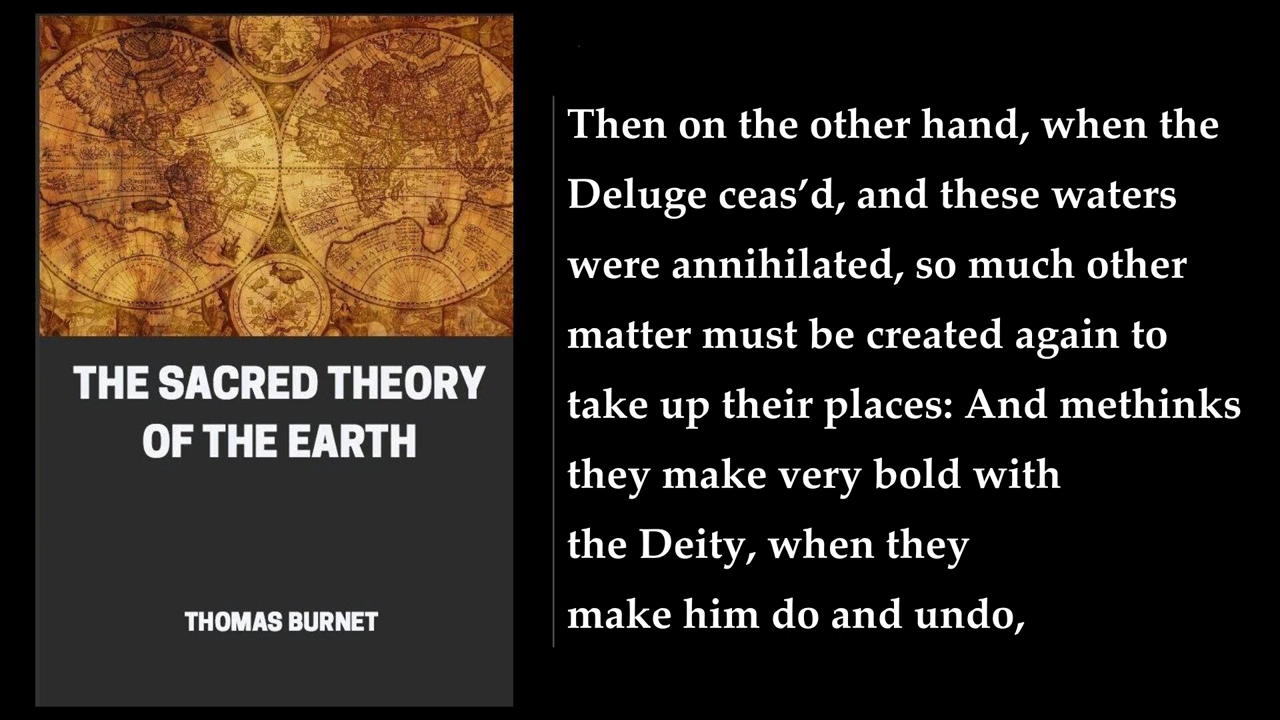 THE SACRED THEORY
OF THE EARTH
THOMAS BURNET
Then on the other hand, when the
Deluge ceas’d, and these waters
were annihilated, so much other
matter must be created again to
take up their places: And methinks
they make very bold with
the Deity, when they
make him do and undo,